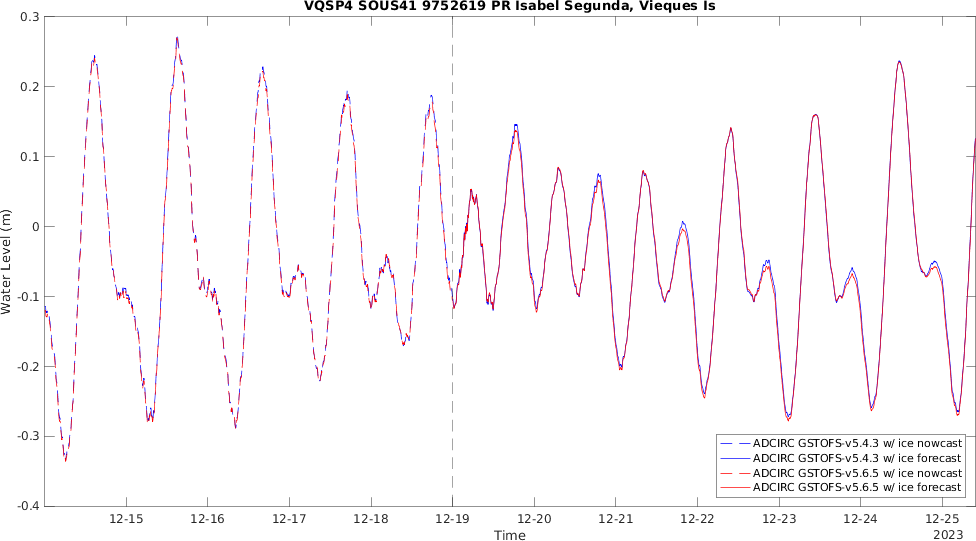 VQSP4 SOUS41 9752619 PR Isabel Segunda, Vieques Is
0.3
0.2
0.1
0
-0.1
-0.2
-0.3
-0.4
Water Level (m)
12-15
12-16
12-17
12-18
12-19
12-20
12-21
12-22
12-23
12-24
12-25
Time
2023
ADCIRC GSTOFS-v5.4.3 w/ ice nowcast
ADCIRC GSTOFS-v5.4.3 w/ ice forecast
ADCIRC GSTOFS-v5.6.5 w/ ice nowcast
ADCIRC GSTOFS-v5.6.5 w/ ice forecast